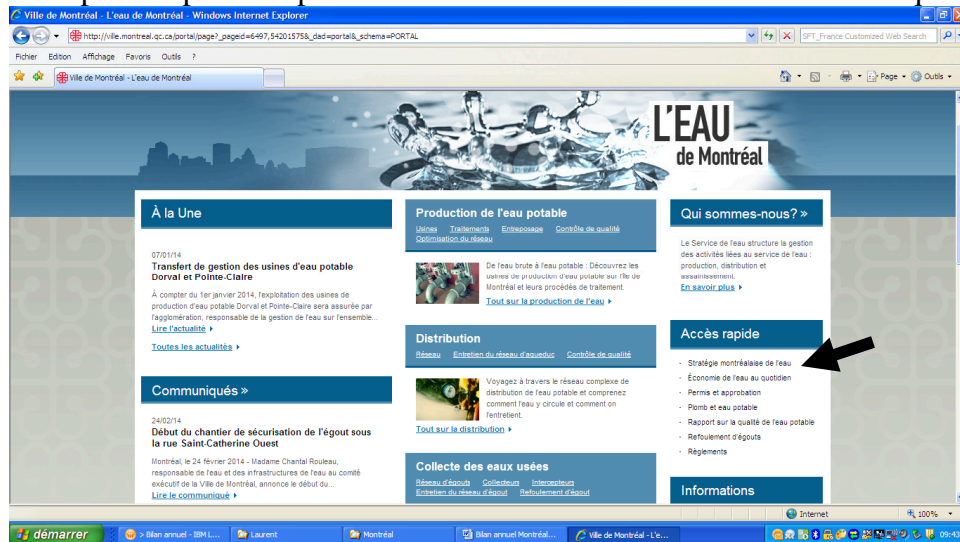 Ville de Montréal - L'eau de Montréal - Windows Internet Explorer
http://ville.montreal.qc.ca/portal/page?_pageid=6497,54201575&_dad=portal&_schema=PORTAL
SFT_France Customized Web Search
Fichier Edition Affichage Favoris Outils ?
Ville de Montréal - L'eau de Montréal
Page
Outils
L'EAU
de Montréal
À la Une
07/01/14
Transfert de gestion des usines d'eau potable
Dorval et Pointe-Claire
À compter du 1er janvier 2014, l'exploitation des usines de
production d'eau potable Dorval et Pointe-Claire sera assurée par
l'agglomération, responsable de la gestion de l'eau sur l'ensemble...
Lire l'actualité
Toutes les actualités
Communiqués »
24/02/14
Début du chantier de sécurisation de l'égout sous
la rue Saint-Catherine Ouest
Montréal, le 24 février 2014 - Madame Chantal Rouleau,
responsable de l'eau et des infrastructures de l'eau au comité
exécutif de la Ville de Montréal, annonce le début du...
Lire le communiqué
Production de l'eau potable
Usines Traitements Entreposage Contrôle de qualité
Optimisation du réseau
De l'eau brute à l'eau potable : Découvrez les
usines de production d'eau potable sur l'île de
Montréal et leurs procédés de traitement.
Tout sur la production de l'eau
Distribution
Réseau Entretien du réseau d'aqueduc Contrôle de qualité
Voyagez à travers le réseau complexe de
distribution de l'eau potable et comprenez
comment l'eau y circule et comment on
l'entretient.
Tout sur la distribution
Collecte des eaux usées
Réseau d'égouts Collecteurs Intercepteurs
Entretien du réseau d'égout Refoulement d'égout
Qui sommes-nous? »
Le Service de l'eau structure la gestion
des activités liées au service de l'eau :
production, distribution et
assainissement.
En savoir plus
Accès rapide
- Stratégie montréalaise de l'eau
- Économie de l'eau au quotidien
- Permis et approbation
- Plomb et eau potable
- Rapport sur la qualité de l'eau potable
- Refoulement d'égouts
- Règlements
Informations
Internet
100%
démarrer
> Bilan annuel - IBM L...
Laurent
Montréal
Bilan annuel Montréal...
Ville de Montréal - L'e...
09:43